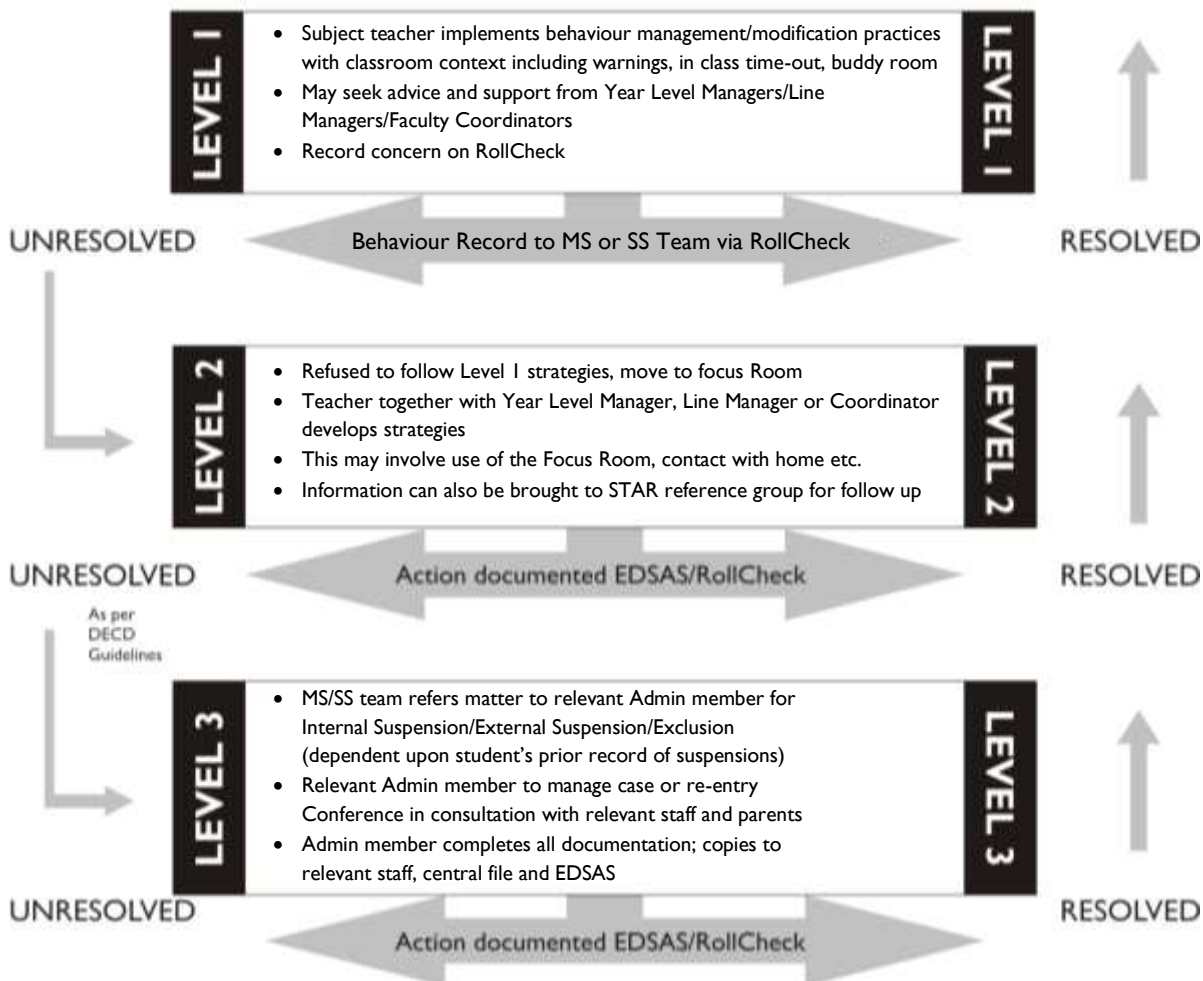 LEVEL 1
• Subject teacher implements behaviour management/modification practices
with classroom context including warnings, in class time-out, buddy room
• May seek advice and support from Year Level Managers/Line
Managers/Faculty Coordinators
• Record concern on RollCheck
LEVEL 1
UNRESOLVED
Behaviour Record to MS or SS Team via RollCheck
RESOLVED
LEVEL 2
• Refused to follow Level 1 strategies, move to focus Room
• Teacher together with Year Level Manager, Line Manager or Coordinator
develops strategies
• This may involve use of the Focus Room, contact with home etc.
• Information can also be brought to STAR reference group for follow up
LEVEL 2
UNRESOLVED
Action documented EDSAS/RollCheck
RESOLVED
As per
DECD
Guidelines
LEVEL 3
• MS/SS team refers matter to relevant Admin member for
Internal Suspension/External Suspension/Exclusion
(dependent upon student's prior record of suspensions)
• Relevant Admin member to manage case or re-entry
Conference in consultation with relevant staff and parents
• Admin member completes all documentation; copies to
relevant staff, central file and EDSAS
LEVEL 3
UNRESOLVED
Action documented EDSAS/RollCheck
RESOLVED